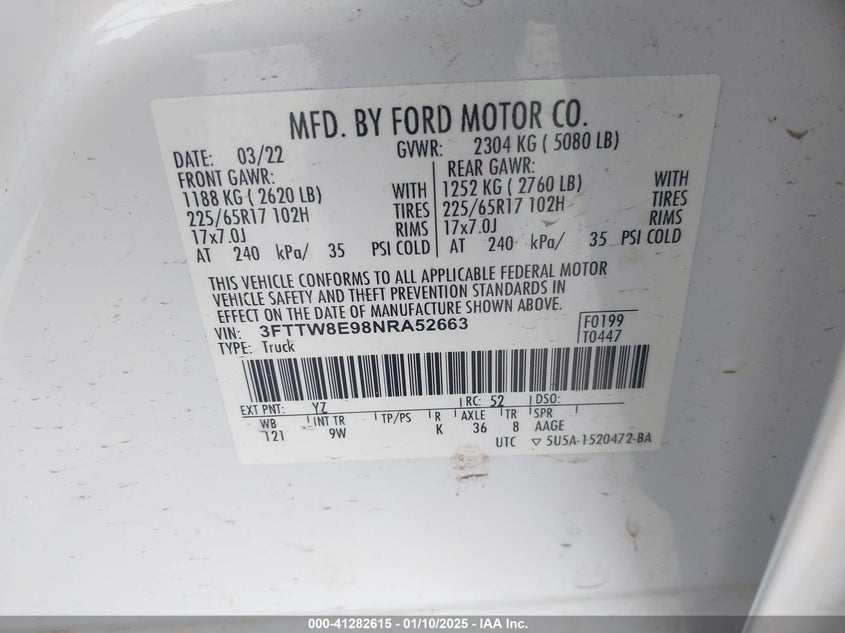 MFD. BY FORD MOTOR CO.
DATE: 03/22 GVWR: 2304 KG ( 5080 LB)
FRONT GAWR: REAR GAWR:
1188 KG ( 2620 LB) WITH 1252 KG ( 2760 LB) WITH
225/65R17 102H TIRES 225/65R17 102H TIRES
17x7.0J RIMS 17x7.0J RIMS
AT 240 kPa/ 35 PSI COLD AT 240 kPa/ 35 PSI COLD
THIS VEHICLE CONFORMS TO ALL APPLICABLE FEDERAL MOTOR
VEHICLE SAFETY AND THEFT PREVENTION STANDARDS IN
EFFECT ON THE DATE OF MANUFACTURE SHOWN ABOVE.
VIN: 3FTTW8E98NRA52663 F0199
TYPE: Truck T0447
EXT PNT: YZ RC: 52 DSO:
WB INT TR TP/PS R AXLE TR SPR
121 9W K 36 8 AAGE
UTC ▽ 5U5A-1520472-BA
000-41282615 - 01/10/2025 - IAA Inc.